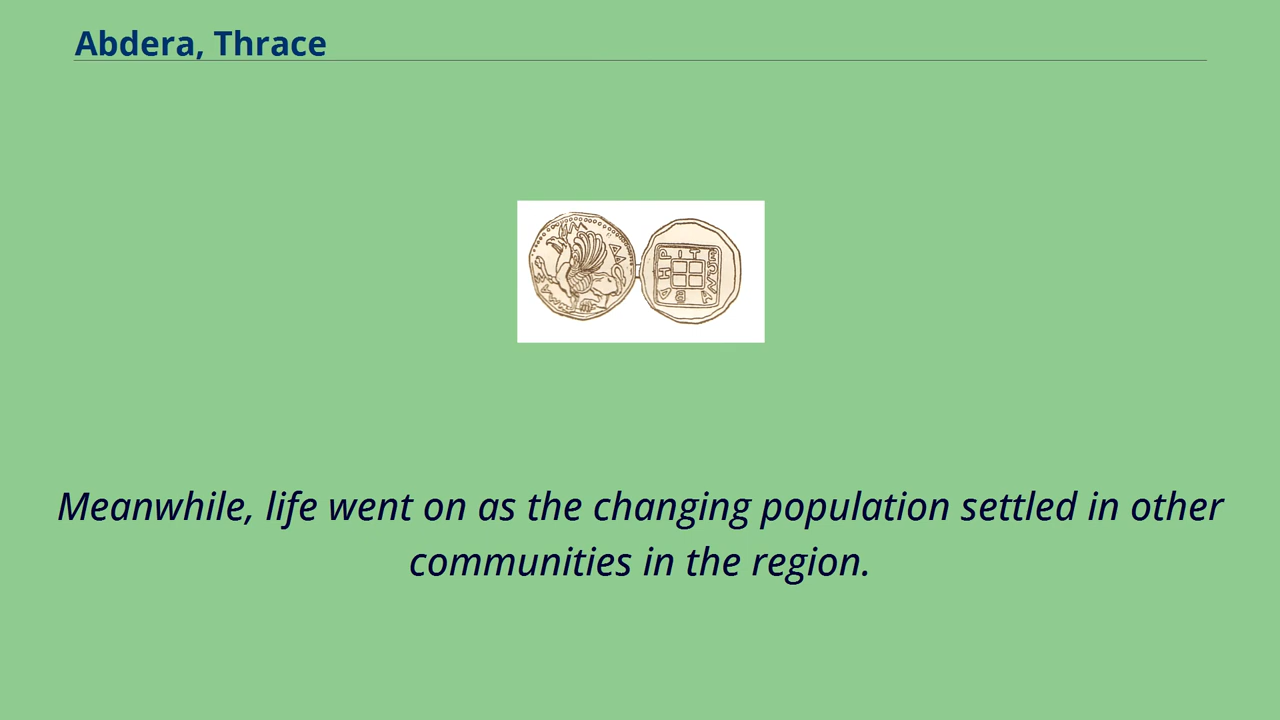 Abdera, Thrace
Meanwhile, life went on as the changing population settled in other
communities in the region.